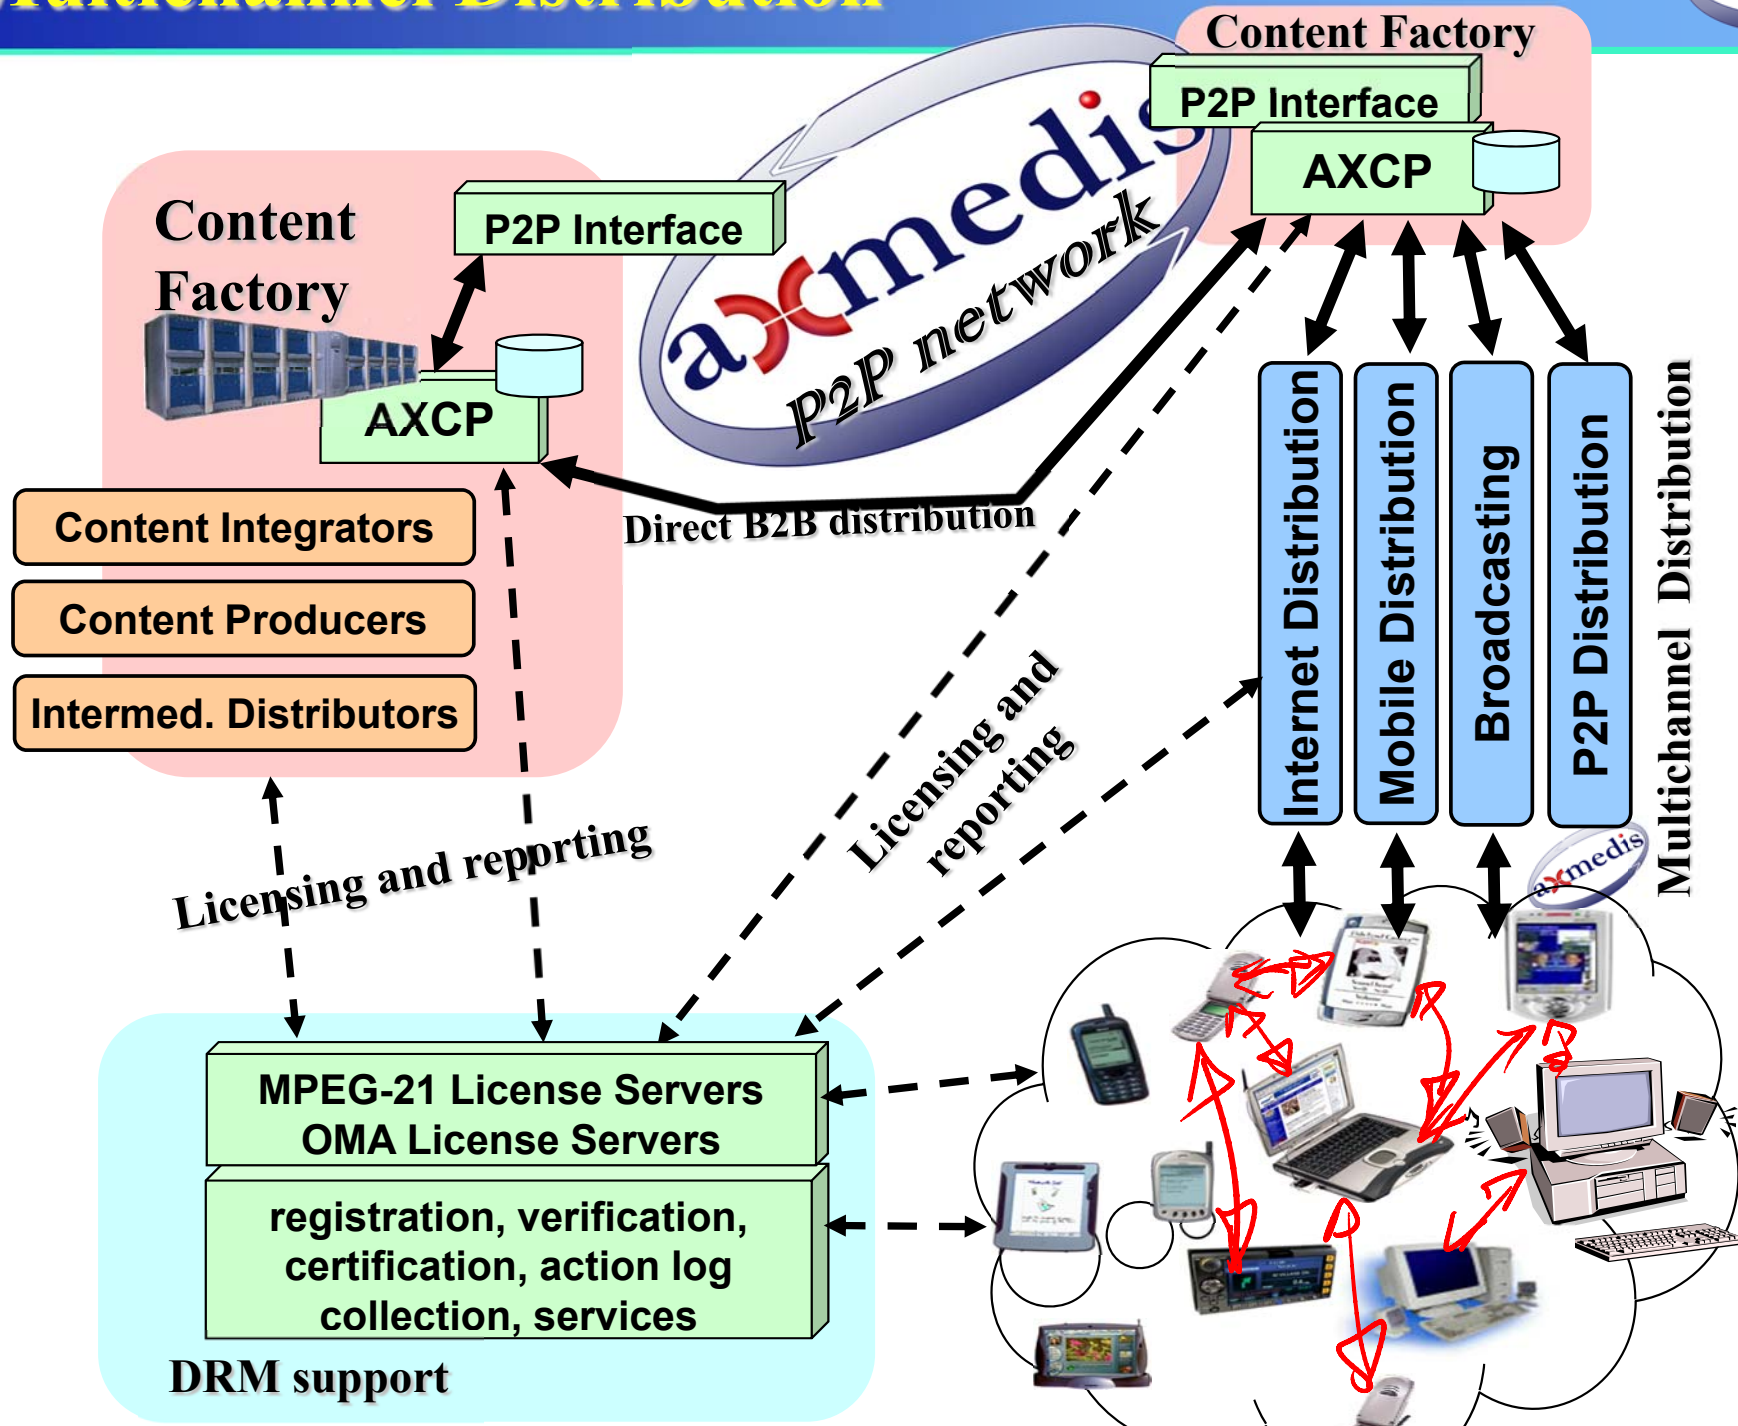 Distribution
Content Factory
P2P Interface
AXCP
axmedis
P2P network
Content
Factory
P2P Interface
AXCP
Direct B2B distribution
Content Integrators
Content Producers
Intermed. Distributors
Licensing and reporting
Licensing and
reporting
Internet Distribution
Mobile Distribution
Broadcasting
P2P Distribution
Multichannel Distribution
axmedis
MPEG-21 License Servers
OMA License Servers
registration, verification,
certification, action log
collection, services
DRM support